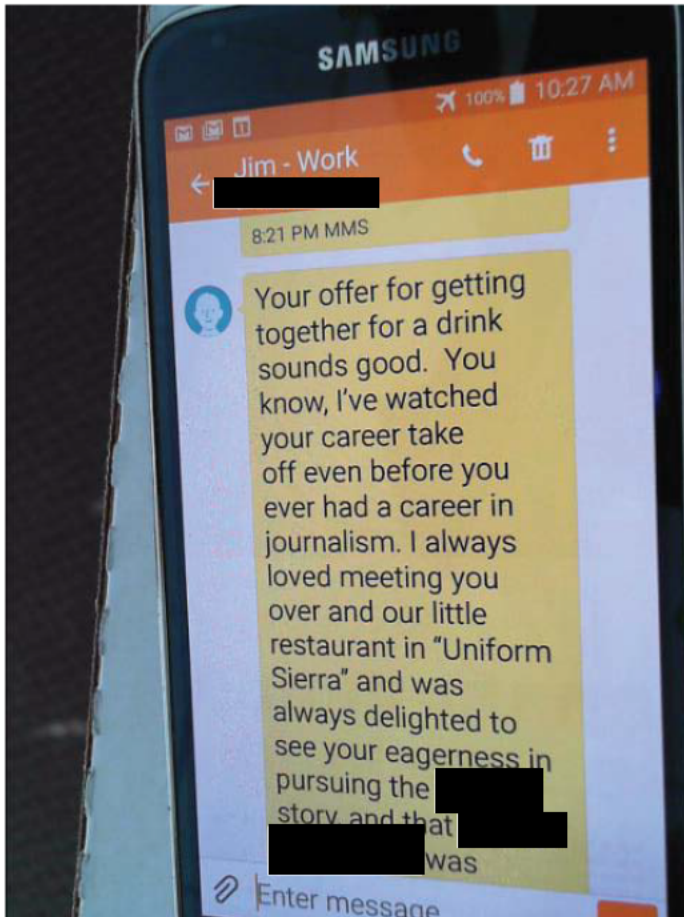 SAMSUNG
100% 10:27 AM
Jim - Work
8:21 PM MMS
Your offer for getting
together for a drink
sounds good. You
know, I've watched
your career take
off even before you
ever had a career in
journalism. I always
loved meeting you
over and our little
restaurant in "Uniform
Sierra" and was
always delighted to
see your eagerness in
pursuing the
story, and that
was
Enter message